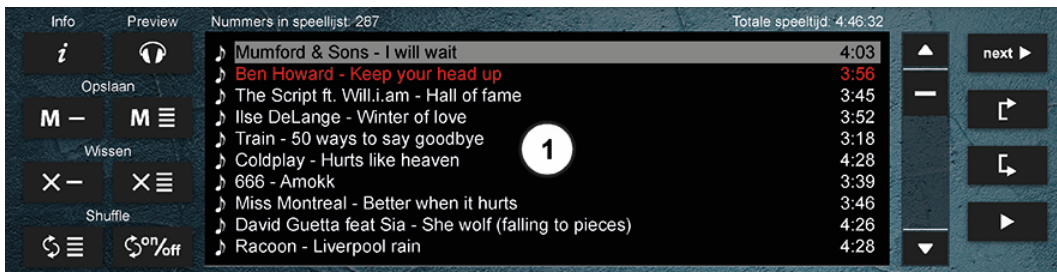 Info Preview Nummers in speellijst: 287 Totale speeltijd: 4:46:32
i
Mumford & Sons - I will wait 4:03
next
Ben Howard - Keep your head up 3:56
Opslaan
The Script ft. Will.i.am - Hall of fame 3:45
M M
Ilse DeLange - Winter of love 3:52
Train - 50 ways to say goodbye 3:18
Wissen
1
Coldplay - Hurts like heaven 4:28
666 - Amokk 3:39
Miss Montreal - Better when it hurts 3:46
Shuffle
David Guetta feat Sia - She wolf (falling to pieces) 4:26
on/off
Racoon - Liverpool rain 4:28